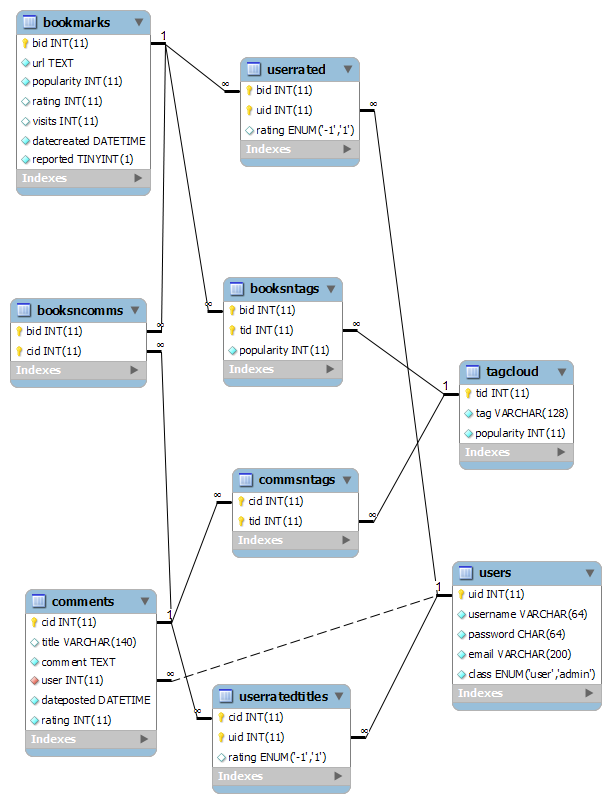 bookmarks
bid INT(11)
url TEXT
popularity INT(11)
rating INT(11)
visits INT(11)
datecreated DATETIME
reported TINYINT(1)
Indexes
1
∞
userrated
bid INT(11)
uid INT(11)
rating ENUM('-1','1')
Indexes
∞
booksncomms
bid INT(11)
cid INT(11)
Indexes
∞
∞
∞
booksntags
bid INT(11)
tid INT(11)
popularity INT(11)
Indexes
∞
1
tagcloud
tid INT(11)
tag VARCHAR(128)
popularity INT(11)
Indexes
∞
commsntags
cid INT(11)
tid INT(11)
Indexes
∞
comments
cid INT(11)
title VARCHAR(140)
comment TEXT
user INT(11)
dateposted DATETIME
rating INT(11)
Indexes
1
∞
1
users
uid INT(11)
username VARCHAR(64)
password CHAR(64)
email VARCHAR(200)
class ENUM('user','admin')
Indexes
∞
userratedtitles
cid INT(11)
uid INT(11)
rating ENUM('-1','1')
Indexes
∞